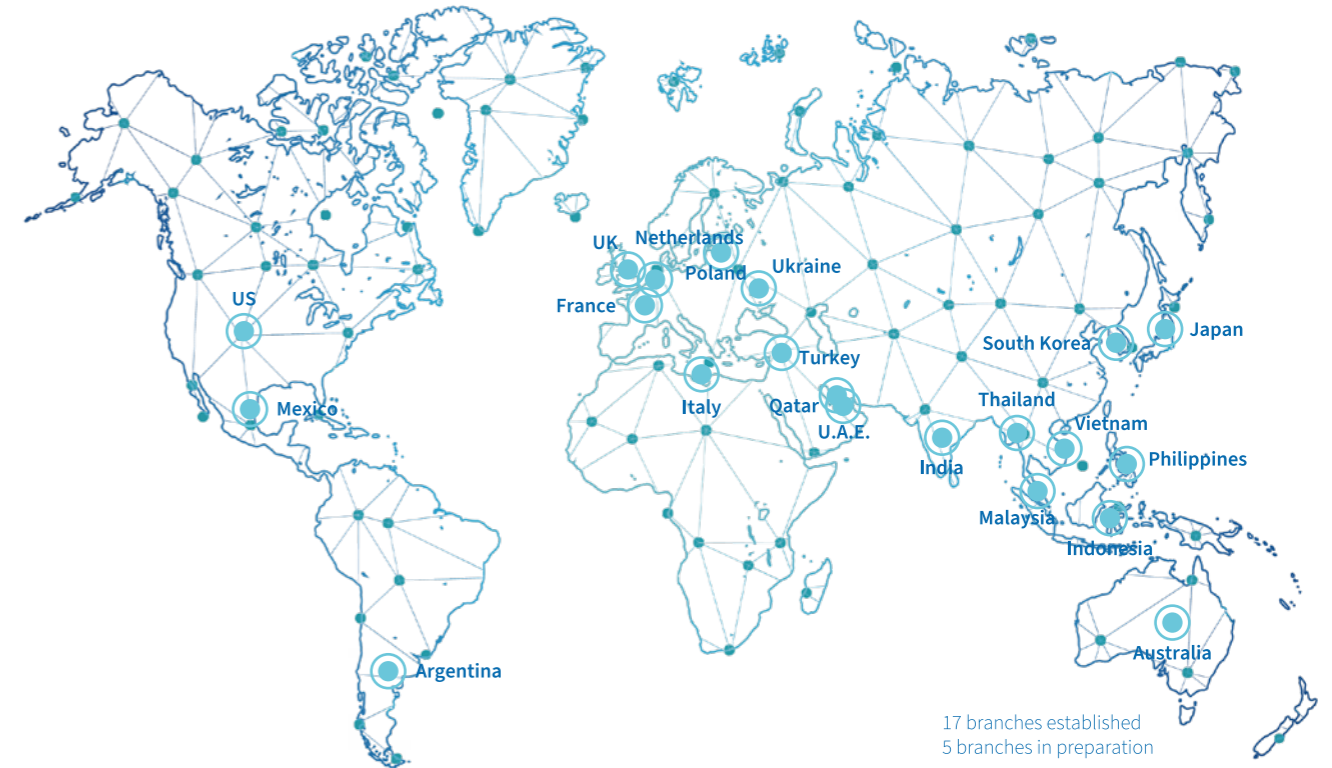 UK
Netherlands
Poland
Ukraine
US
France
South Korea
Japan
Turkey
Mexico
Italy
Qatar
U.A.E.
Thailand
Vietnam
India
Philippines
Malaysia
Indonesia
Australia
Argentina
17 branches established
5 branches in preparation